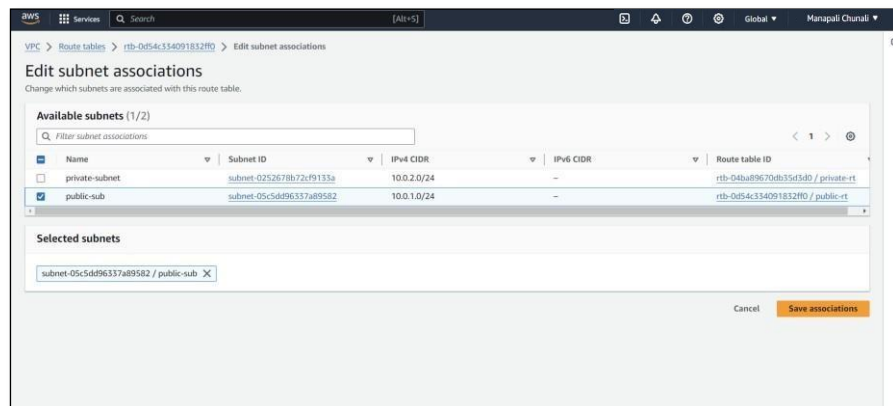 aws Services Search [Alt+S] Global Manapali Chunali
VPC > Route tables > rtb-0d54c334091832ff0 > Edit subnet associations
Edit subnet associations
Change which subnets are associated with this route table.
Available subnets (1/2)
Filter subnet associations
< 1 >
Name Subnet ID IPv4 CIDR IPv6 CIDR Route table ID
private-subnet subnet-0252678b72cf9133a 10.0.2.0/24 – rtb-04ba89670db35d3d0 / private-rt
public-sub subnet-05c5dd96337a89582 10.0.1.0/24 – rtb-0d54c334091832ff0 / public-rt
Selected subnets
subnet-05c5dd96337a89582 / public-sub X
Cancel Save associations